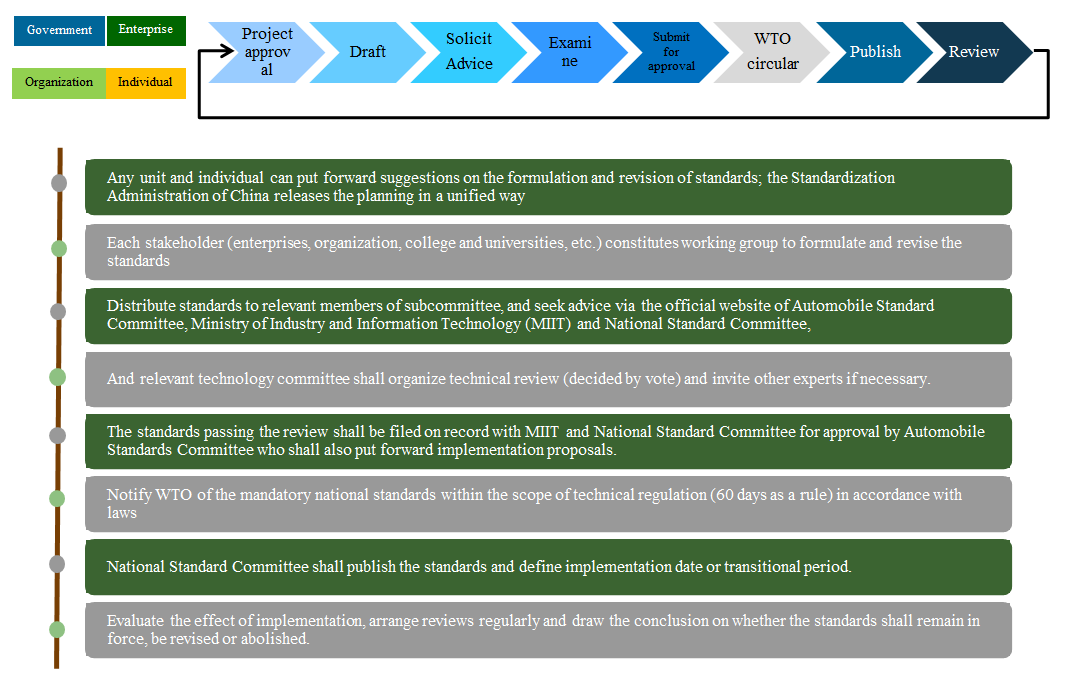 Government
Enterprise
Organization
Individual
Project
approv
al
Draft
Solicit
Advice
Exami
ne
Submit
for
approval
WTO
circular
Publish
Review
Any unit and individual can put forward suggestions on the formulation and revision of standards; the Standardization
Administration of China releases the planning in a unified way
Each stakeholder (enterprises, organization, college and universities, etc.) constitutes working group to formulate and revise the
standards
Distribute standards to relevant members of subcommittee, and seek advice via the official website of Automobile Standard
Committee, Ministry of Industry and Information Technology (MIIT) and National Standard Committee,
And relevant technology committee shall organize technical review (decided by vote) and invite other experts if necessary.
The standards passing the review shall be filed on record with MIIT and National Standard Committee for approval by Automobile
Standards Committee who shall also put forward implementation proposals.
Notify WTO of the mandatory national standards within the scope of technical regulation (60 days as a rule) in accordance with
laws
National Standard Committee shall publish the standards and define implementation date or transitional period.
Evaluate the effect of implementation, arrange reviews regularly and draw the conclusion on whether the standards shall remain in
force, be revised or abolished.